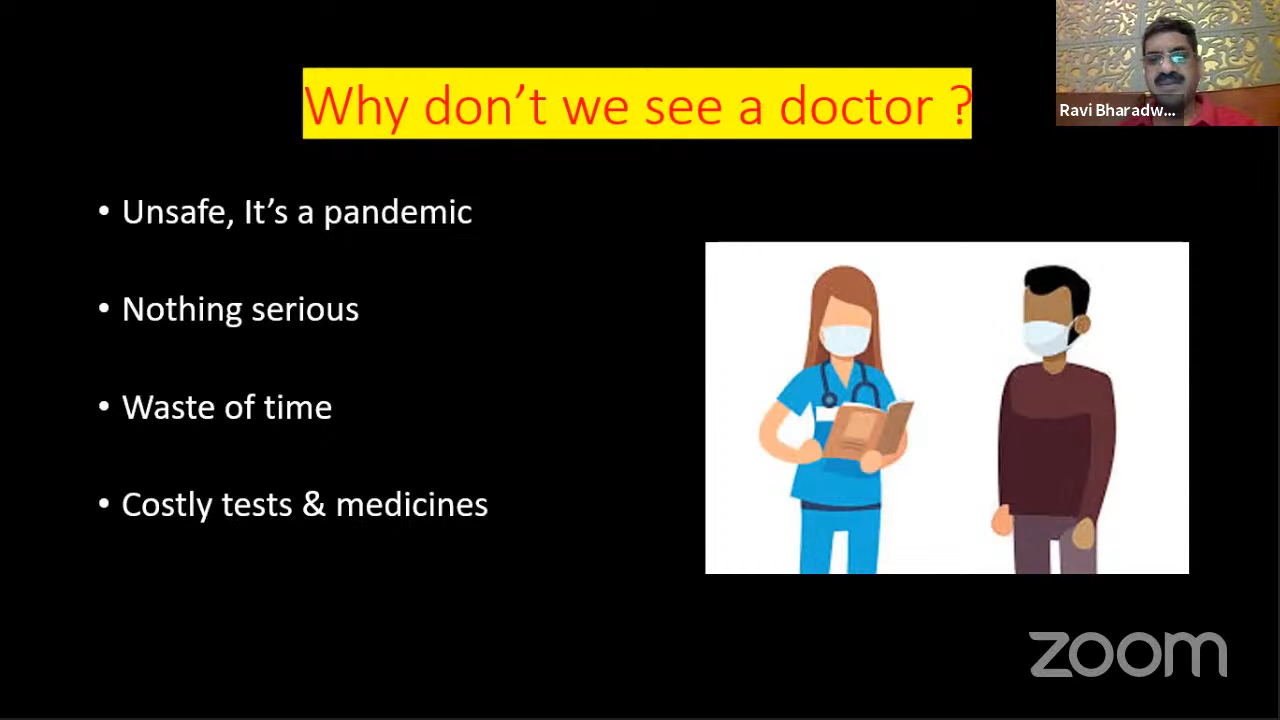 Why don't we see a doctor ?
Ravi Bharadw...
• Unsafe, It's a pandemic
• Nothing serious
• Waste of time
• Costly tests & medicines
zoom